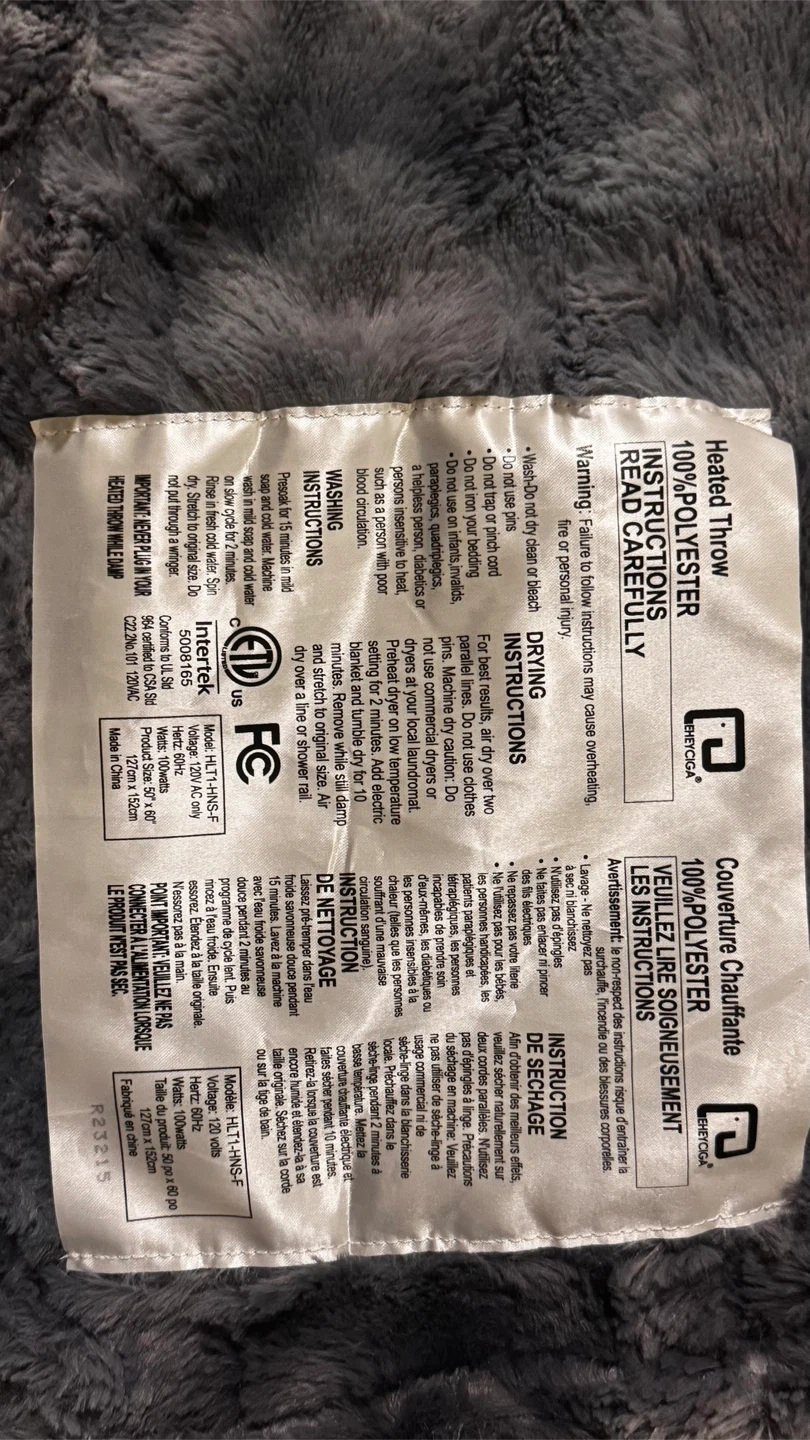 Heated Throw
100%POLYESTER
INSTRUCTIONS
READ CAREFULLY
EHEYCIGA®
Warning: Failure to follow instructions may cause overheating,
fire or personal injury.
• Wash-Do not dry clean or bleach
• Do not use pins
• Do not trap or pinch cord
• Do not iron your bedding
• Do not use on infants,invalids,
paraplegics, quadriplegics,
a helpless person, diabetics or
persons insensitive to heat,
such as a person with poor
blood circulation.
WASHING
INSTRUCTIONS
Presoak for 15 minutes in mild
soap and cold water. Machine
wash in mild soap and cold water
on slow cycle for 2 minutes.
Rinse in fresh cold water. Spin
dry. Stretch to original size. Do
not put through a wringer.
IMPORTANT: NEVER PLUG IN YOUR
HEATED THROW WHILE DAMP
DRYING
INSTRUCTIONS
For best results, air dry over two
parallel lines. Do not use clothes
pins. Machine dry caution: Do
not use commercial dryers or
dryers at your local laundromat.
Preheat dryer on low temperature
setting for 2 minutes. Add electric
blanket and tumble dry for 10
minutes. Remove while still damp
and stretch to original size. Air
dry over a line or shower rail.
C ETL US
FC
Intertek
5008165
Conforms to UL Std
964 certified to CSA Std
C22.2No.101 120VAC
Model: HLT1-HNS-F
Voltage: 120V AC only
Hertz: 60Hz
Watts: 100watts
Product Size: 50" x 60"
127cm x 152cm
Made in China
Couverture Chauffante
100%POLYESTER
VEUILLEZ LIRE SOIGNEUSEMENT
LES INSTRUCTIONS
EHEYCIGA®
Avertissement: le non-respect des instructions risque d'entraîner la
surchauffe, l'incendie ou des blessures corporelles.
• Lavage - Ne nettoyez pas
à sec ni blanchissez
• N'utilisez pas d'épingles
• Ne faites pas enlacer ni pincer
des fils électriques
• Ne repassez pas votre literie
• Ne l'utilisez pas pour les bébés,
les personnes handicapées, les
patients paraplégiques et
tétraplégiques, les personnes
incapables de prendre soin
d'eux-mêmes, les diabétiques ou
les personnes insensibles à la
chaleur (telles que les personnes
souffrant d'une mauvaise
circulation sanguine).
INSTRUCTION
DE NETTOYAGE
Laissez pré-tremper dans l'eau
froide savonneuse douce pendant
15 minutes. Lavez à la machine
avec l'eau froide savonneuse
douce pendant 2 minutes au
programme de cycle lent. Puis
rincez à l'eau froide. Ensuite
essorez. Étendez à la taille originale.
N'essorez pas à la main.
POINT IMPORTANT: VEUILLEZ NE PAS
CONNECTER À L'ALIMENTATION LORSQUE
LE PRODUIT N'EST PAS SEC.
INSTRUCTION
DE SECHAGE
Afin d'obtenir des meilleurs effets,
veuillez sécher naturellement sur
deux cordes parallèles. N'utilisez
pas d'épingles à linge. Précautions
du séchage en machine: Veuillez
ne pas utiliser de sèche-linge à
usage commercial ni de
sèche-linge dans la blanchisserie
locale. Préchauffez dans le
sèche-linge pendant 2 minutes à
basse température. Mettez la
couverture chauffante électrique et
faites sécher pendant 10 minutes.
Retirez-la lorsque la couverture est
encore humide et étendez-la à sa
taille originale. Séchez sur la corde
ou sur la tige de bain.
Modèle: HLT1-HNS-F
Voltage: 120 volts
Hertz: 60Hz
Watts: 100watts
Taille du produit: 50 po x 60 po
127cm x 152cm
Fabriqué en chine
R23215